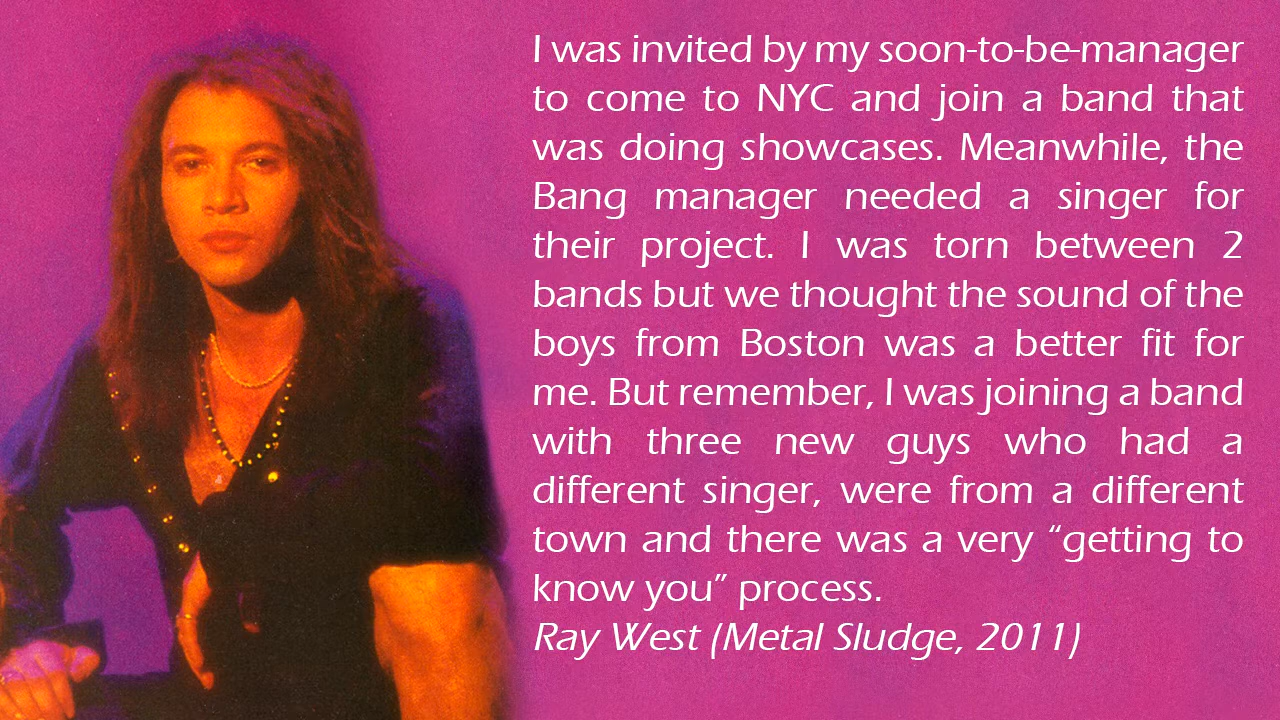 I was invited by my soon-to-be-manager
to come to NYC and join a band that
was doing showcases. Meanwhile, the
Bang manager needed a singer for
their project. I was torn between 2
bands but we thought the sound of the
boys from Boston was a better fit for
me. But remember, I was joining a band
with three new guys who had a
different singer, were from a different
town and there was a very “getting to
know you” process.
Ray West (Metal Sludge, 2011)